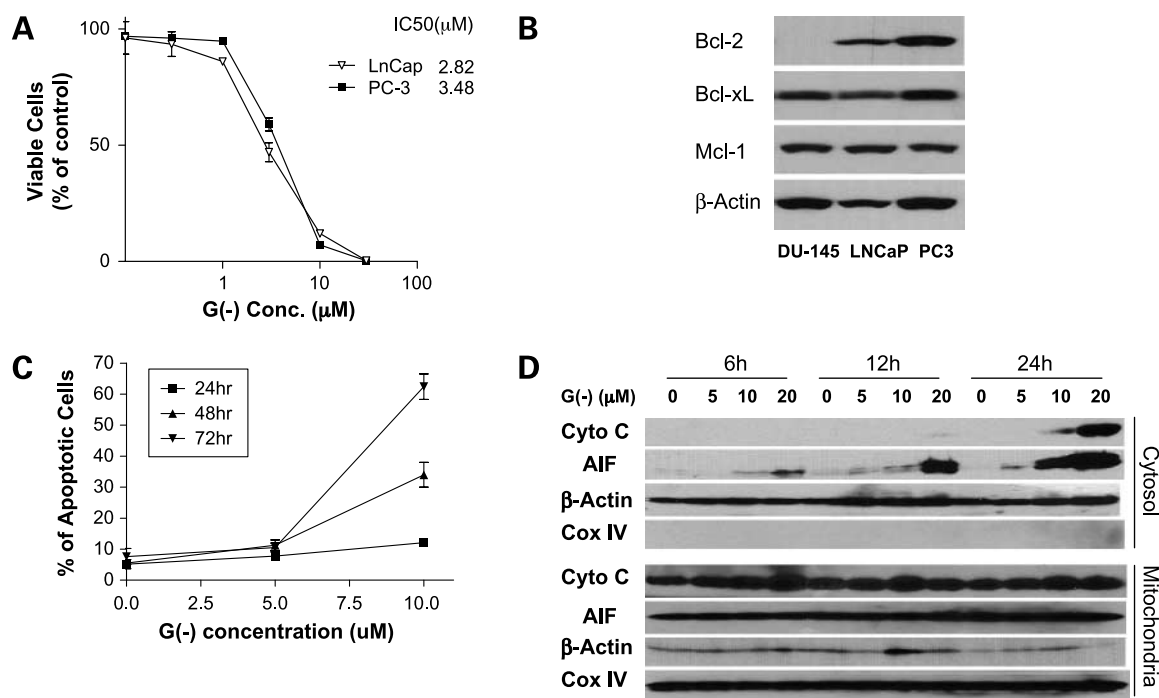 A
100
50
0
Viable Cells
(% of control)
1 10 100
G(-) Conc. (μM)
IC50(μM)
LnCap 2.82
PC-3 3.48
B
Bcl-2
Bcl-xL
Mcl-1
β-Actin
DU-145 LNCaP PC3
C
70
60
50
40
30
20
10
0
% of Apoptotic Cells
24hr
48hr
72hr
0.0 2.5 5.0 7.5 10.0
G(-) concentration (uM)
D
6h 12h 24h
G(-) (μM) 0 5 10 20 0 5 10 20 0 5 10 20
Cyto C
AIF
β-Actin
Cox IV
Cytosol
Cyto C
AIF
β-Actin
Cox IV
Mitochondria